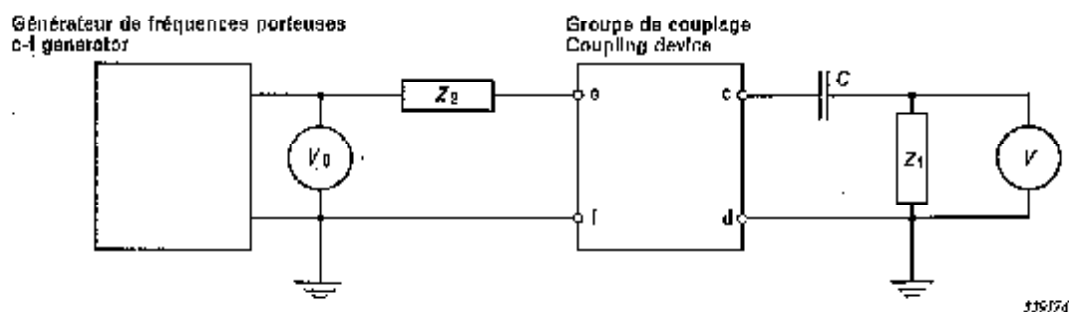 Générateur de fréquences porteuses
c-f generator
Groupe de couplage
Coupling device
Z2
e
c
C
V0
Z1
V
f
d